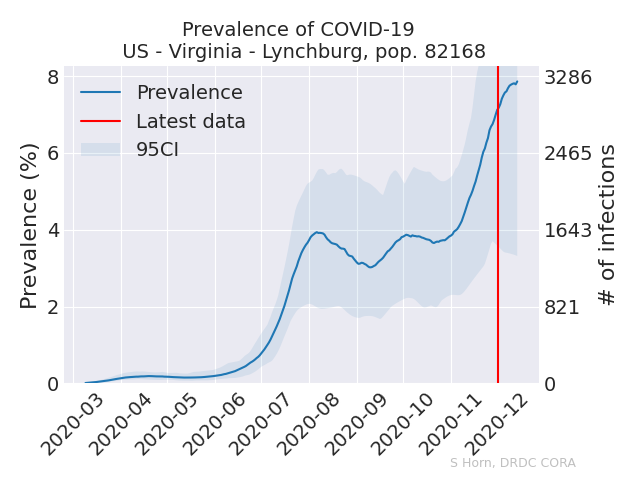 Prevalence of COVID-19
US - Virginia - Lynchburg, pop. 82168
Prevalence
Latest data
95CI
Prevalence (%)
8
6
4
2
0
3286
2465
1643
821
0
# of infections
2020-03
2020-04
2020-05
2020-06
2020-07
2020-08
2020-09
2020-10
2020-11
2020-12
S Horn, DRDC CORA